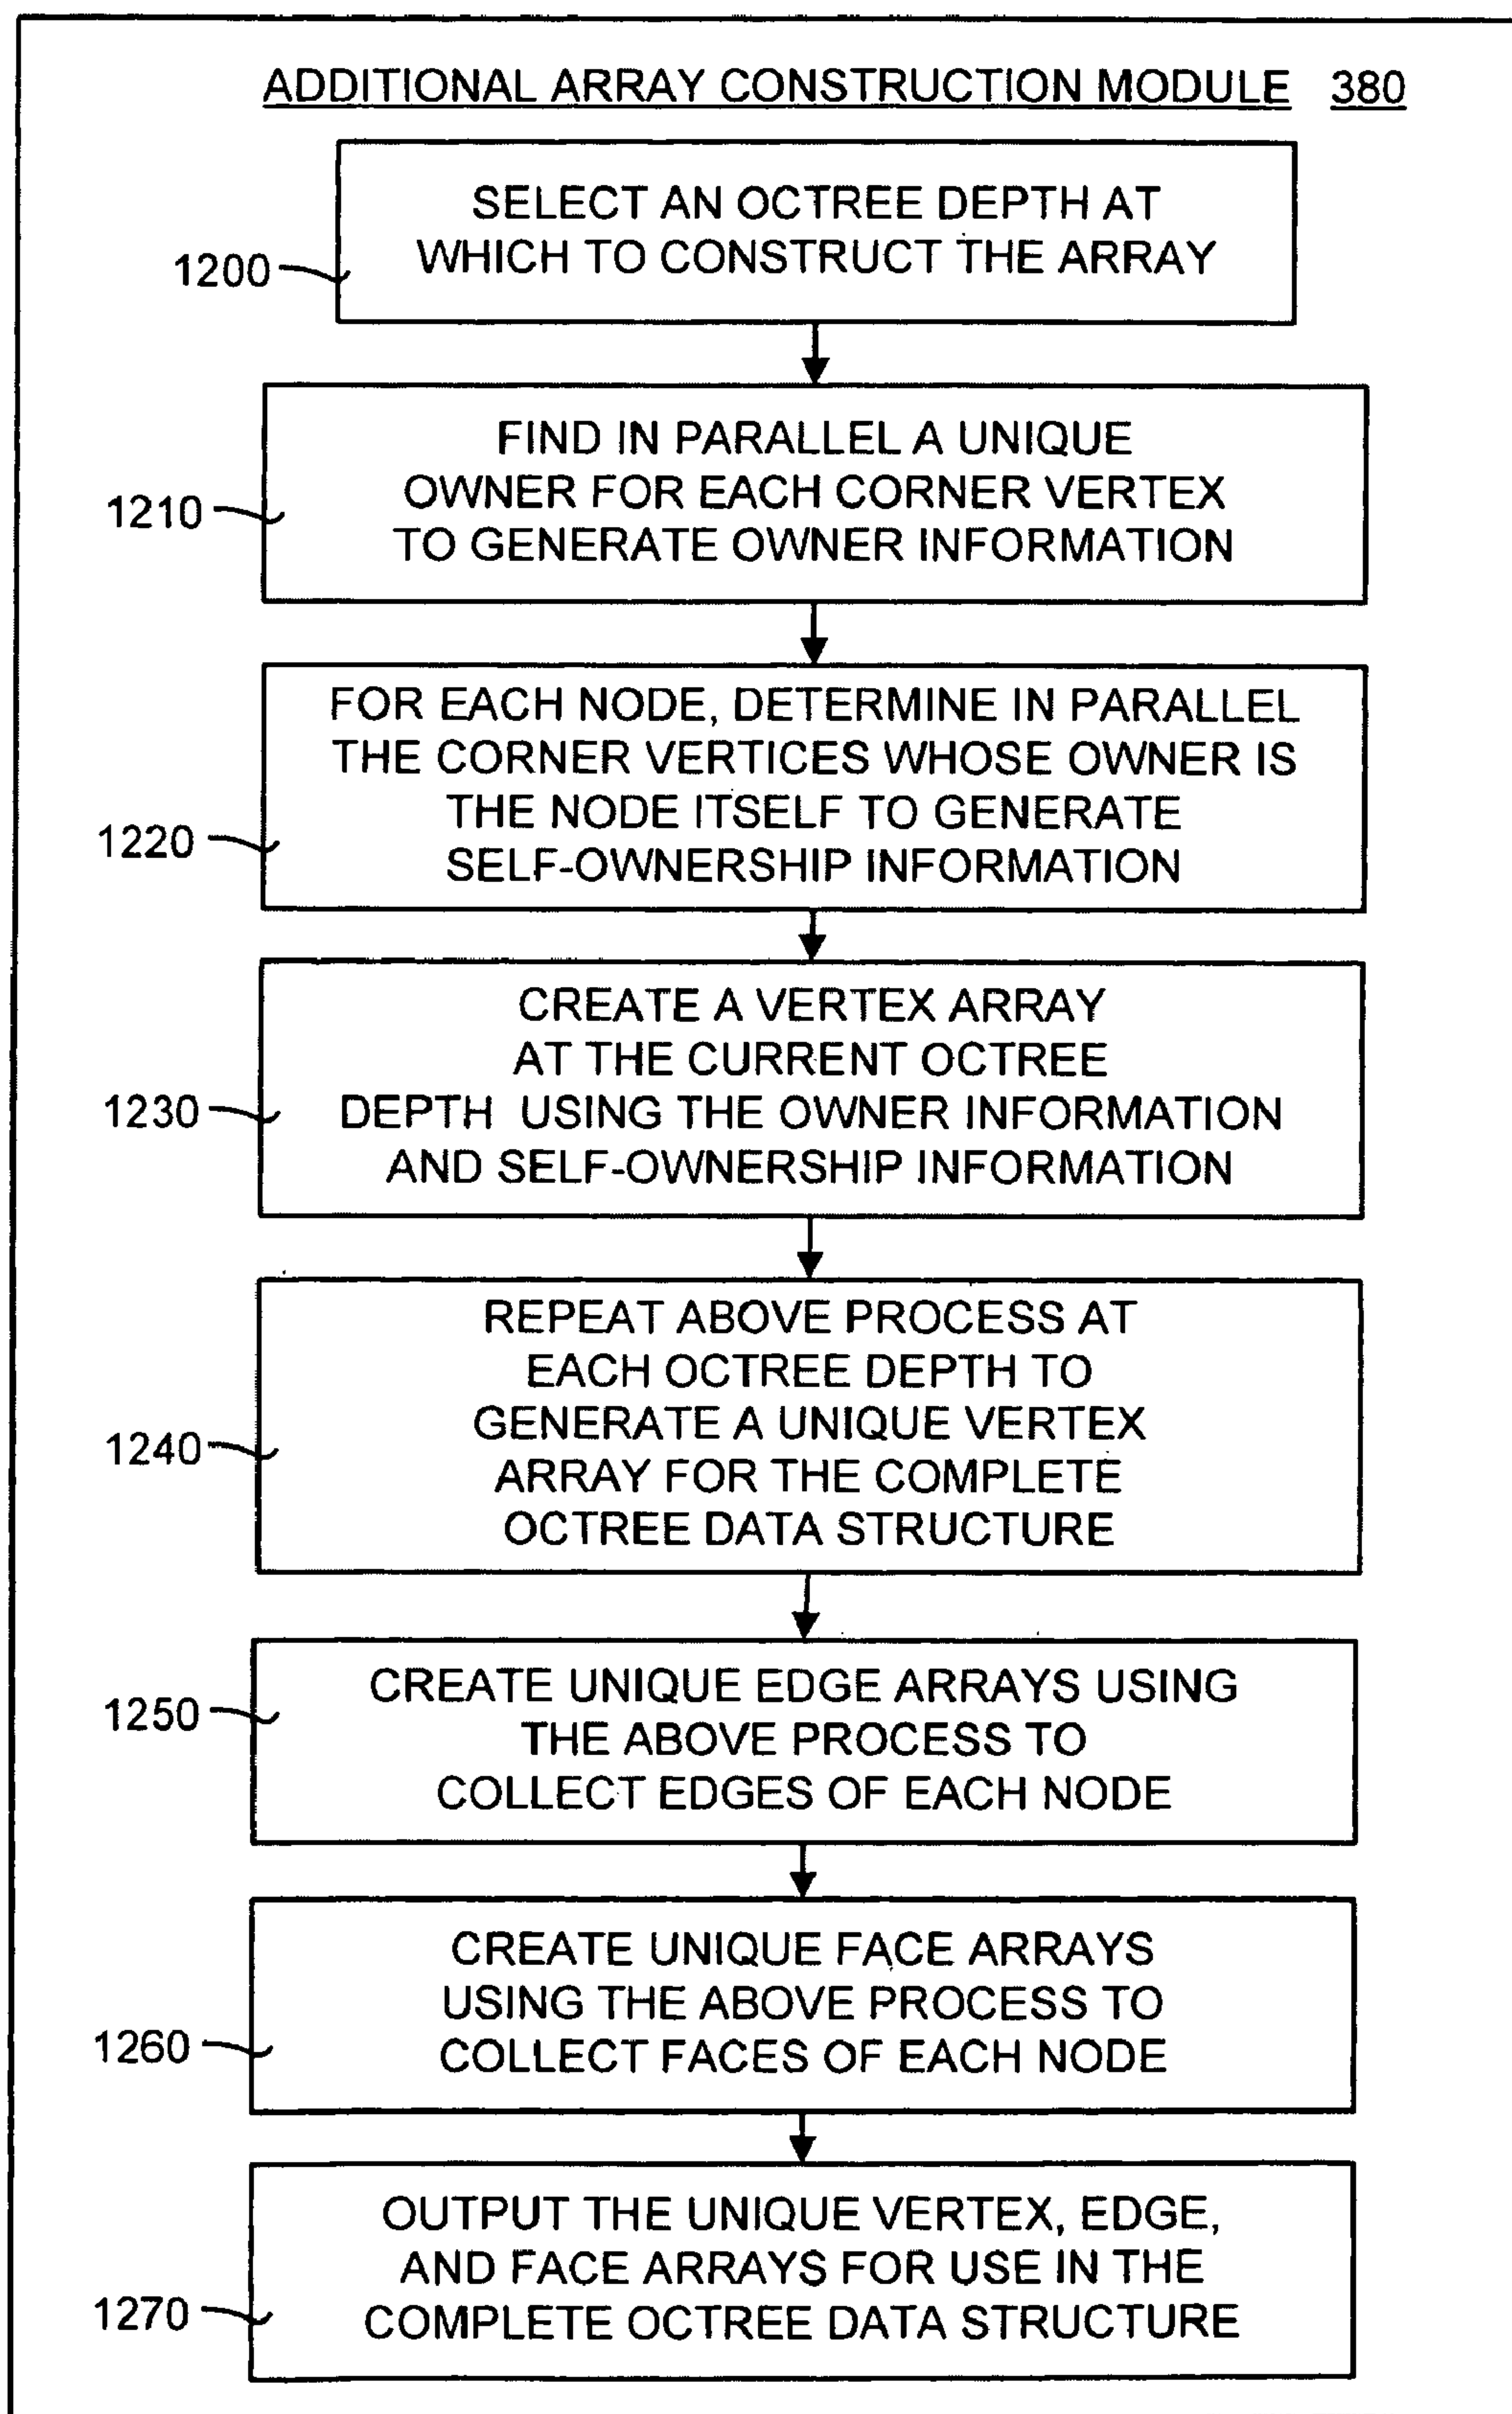 ADDITIONAL ARRAY CONSTRUCTION MODULE 380
SELECT AN OCTREE DEPTH AT
WHICH TO CONSTRUCT THE ARRAY
1200
FIND IN PARALLEL A UNIQUE
OWNER FOR EACH CORNER VERTEX
TO GENERATE OWNER INFORMATION
1210
FOR EACH NODE, DETERMINE IN PARALLEL
THE CORNER VERTICES WHOSE OWNER IS
THE NODE ITSELF TO GENERATE
SELF-OWNERSHIP INFORMATION
1220
CREATE A VERTEX ARRAY
AT THE CURRENT OCTREE
DEPTH USING THE OWNER INFORMATION
AND SELF-OWNERSHIP INFORMATION
1230
REPEAT ABOVE PROCESS AT
EACH OCTREE DEPTH TO
GENERATE A UNIQUE VERTEX
ARRAY FOR THE COMPLETE
OCTREE DATA STRUCTURE
1240
CREATE UNIQUE EDGE ARRAYS USING
THE ABOVE PROCESS TO
COLLECT EDGES OF EACH NODE
1250
CREATE UNIQUE FACE ARRAYS
USING THE ABOVE PROCESS TO
COLLECT FACES OF EACH NODE
1260
OUTPUT THE UNIQUE VERTEX, EDGE,
AND FACE ARRAYS FOR USE IN THE
COMPLETE OCTREE DATA STRUCTURE
1270